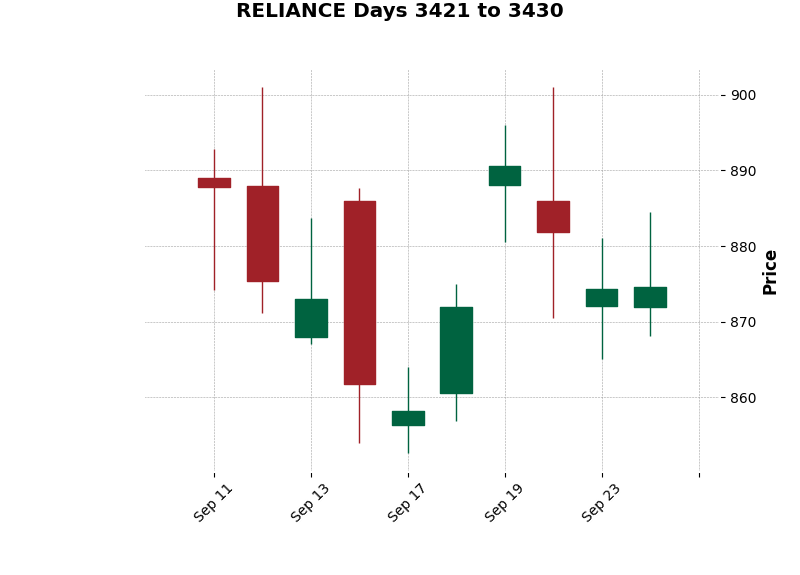 RELIANCE Days 3421 to 3430
900
890
880
870
860
Price
Sep 11
Sep 13
Sep 17
Sep 19
Sep 23